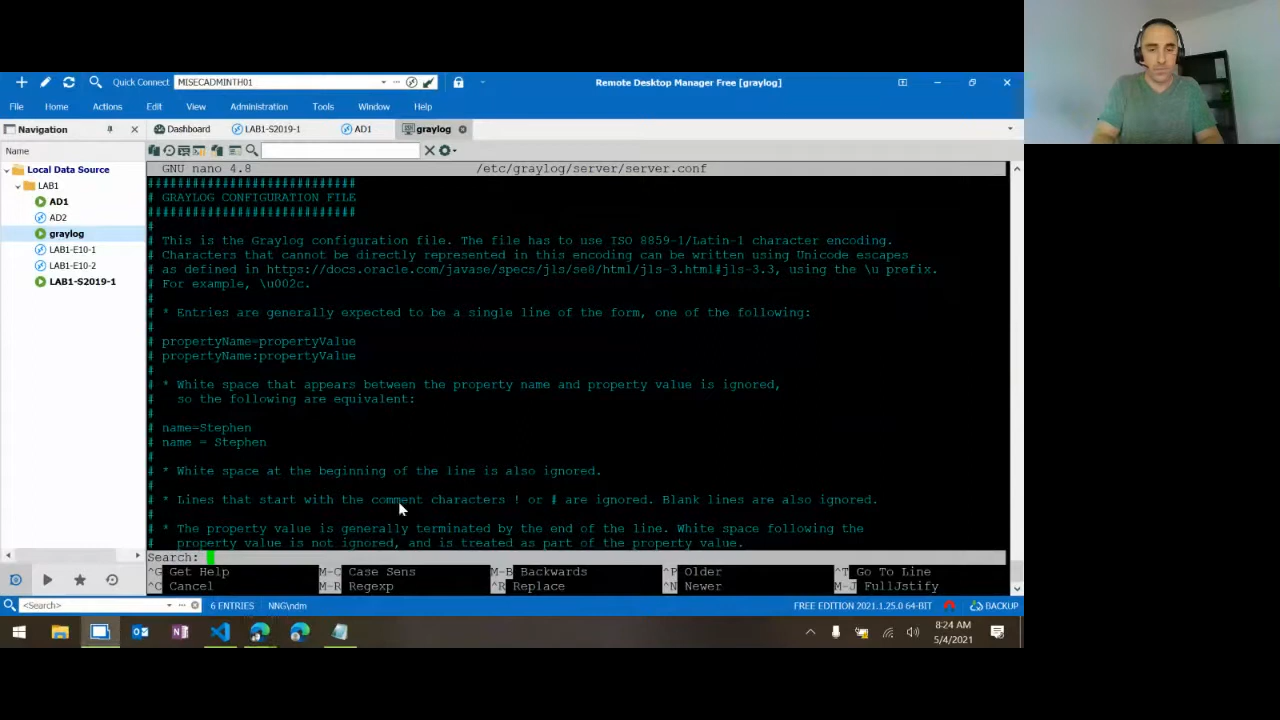 Quick Connect MISECADMINTH01 Remote Desktop Manager Free [graylog]
File Home Actions Edit View Administration Tools Window Help
Navigation Dashboard LAB1-S2019-1 AD1 graylog
Name
Local Data Source
LAB1
AD1
AD2
graylog
LAB1-E10-1
LAB1-E10-2
LAB1-S2019-1
GNU nano 4.8 /etc/graylog/server/server.conf
###########################
# GRAYLOG CONFIGURATION FILE
###########################
#
# This is the Graylog configuration file. The file has to use ISO 8859-1/Latin-1 character encoding.
# Characters that cannot be directly represented in this encoding can be written using Unicode escapes
# as defined in https://docs.oracle.com/javase/specs/jls/se8/html/jls-3.html#jls-3.3, using the \u prefix.
# For example, \u002c.
#
# * Entries are generally expected to be a single line of the form, one of the following:
#
# propertyName=propertyValue
# propertyName:propertyValue
#
# * White space that appears between the property name and property value is ignored,
#   so the following are equivalent:
#
# name=Stephen
# name = Stephen
#
# * White space at the beginning of the line is also ignored.
#
# * Lines that start with the comment characters ! or # are ignored. Blank lines are also ignored.
#
# * The property value is generally terminated by the end of the line. White space following the
#   property value is not ignored, and is treated as part of the property value.
Search:
^G Get Help M-C Case Sens M-B Backwards ^P Older ^T Go To Line
^C Cancel M-R Regexp ^R Replace ^N Newer M-J FullJstify
<Search> 6 ENTRIES NNG\ndm FREE EDITION 2021.1.25.0 64-BIT BACKUP
8:24 AM
5/4/2021